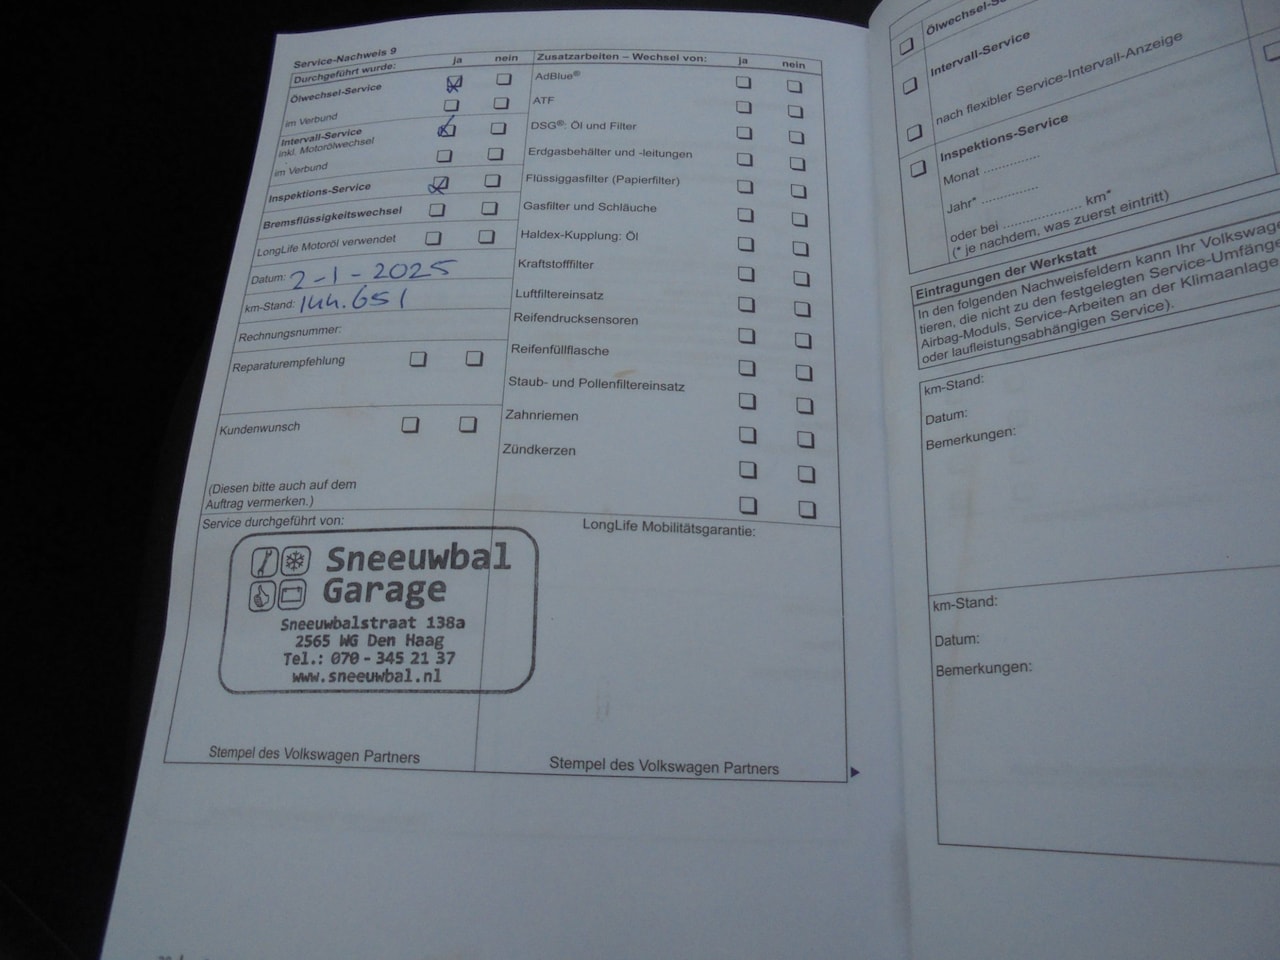 Service-Nachweis 9
Durchgeführt wurde: ja nein
Ölwechsel-Service
im Verbund
Intervall-Service
inkl. Motorölwechsel
im Verbund
Inspektions-Service
Bremsflüssigkeitswechsel
LongLife Motoröl verwendet
Datum: 2-1-2025
km-Stand: 144.651
Rechnungsnummer:
Reparaturempfehlung
Kundenwunsch
(Diesen bitte auch auf dem
Auftrag vermerken.)
Service durchgeführt von:
Sneeuwbal
Garage
Sneeuwbalstraat 138a
2565 WG Den Haag
Tel.: 070 - 345 21 37
www.sneeuwbal.nl
Stempel des Volkswagen Partners
Zusatzarbeiten – Wechsel von: ja nein
AdBlue®
ATF
DSG®: Öl und Filter
Erdgasbehälter und -leitungen
Flüssiggasfilter (Papierfilter)
Gasfilter und Schläuche
Haldex-Kupplung: Öl
Kraftstofffilter
Luftfiltereinsatz
Reifendrucksensoren
Reifenfüllflasche
Staub- und Pollenfiltereinsatz
Zahnriemen
Zündkerzen
LongLife Mobilitätsgarantie:
Stempel des Volkswagen Partners
Intervall-Service
nach flexibler Service-Intervall-Anzeige
Inspektions-Service
Monat ..............
Jahr* ..............
oder bei .................... km*
(* je nachdem, was zuerst eintritt)
Eintragungen der Werkstatt
In den folgenden Nachweisfeldern kann Ihr
tieren, die nicht zu den festgelegten
Airbag-Moduls, Service-Arbeiten an der Klimaanlage
oder laufleistungsabhängigen Service).
km-Stand:
Datum:
Bemerkungen:
km-Stand:
Datum:
Bemerkungen: